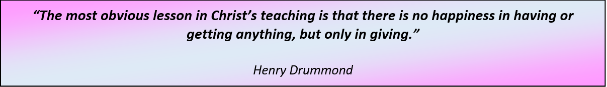 “The most obvious lesson in Christ’s teaching is that there is no happiness in having or
getting anything, but only in giving.”
Henry Drummond